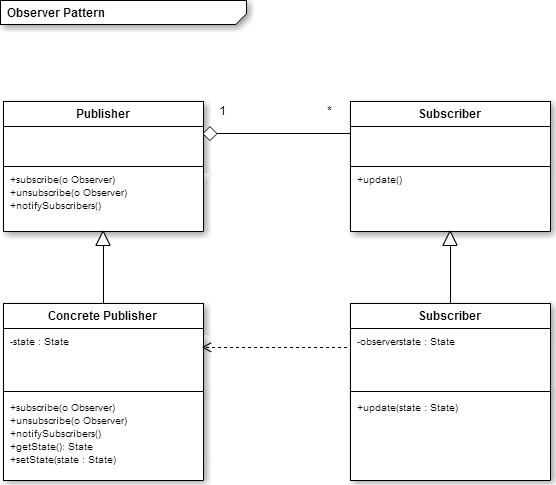 Observer Pattern
Publisher
+subscribe(o Observer)
+unsubscribe(o Observer)
+notifySubscribers()
1
*
Subscriber
+update()
Concrete Publisher
-state : State
+subscribe(o Observer)
+unsubscribe(o Observer)
+notifySubscribers()
+getState(): State
+setState(state : State)
Subscriber
-observerstate : State
+update(state : State)